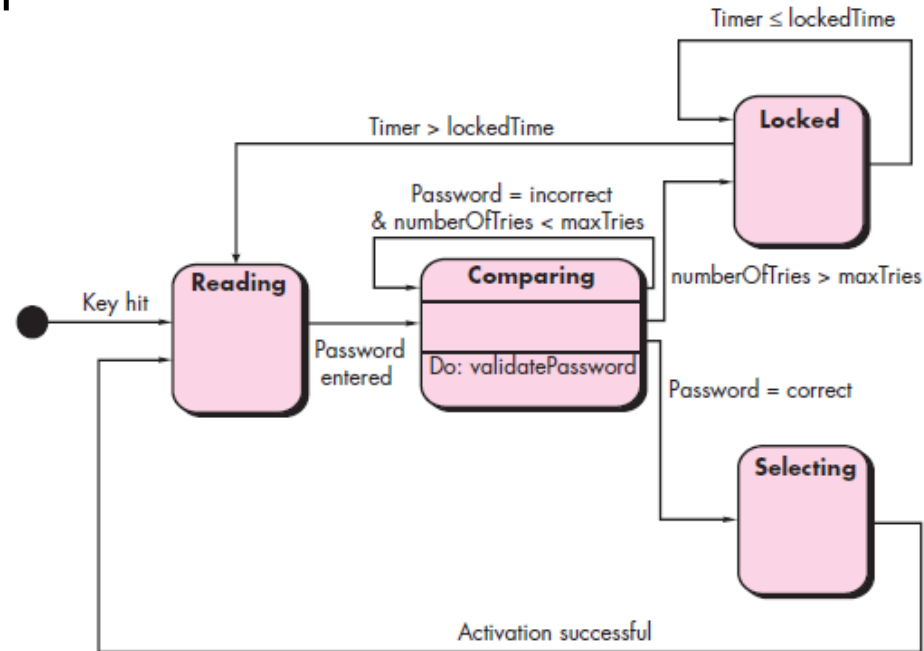 Timer ≤ lockedTime
Locked
Timer > lockedTime
Password = incorrect
& numberOfTries < maxTries
Reading
Comparing
numberOfTries > maxTries
Key hit
Password
entered
Do: validatePassword
Password = correct
Selecting
Activation successful